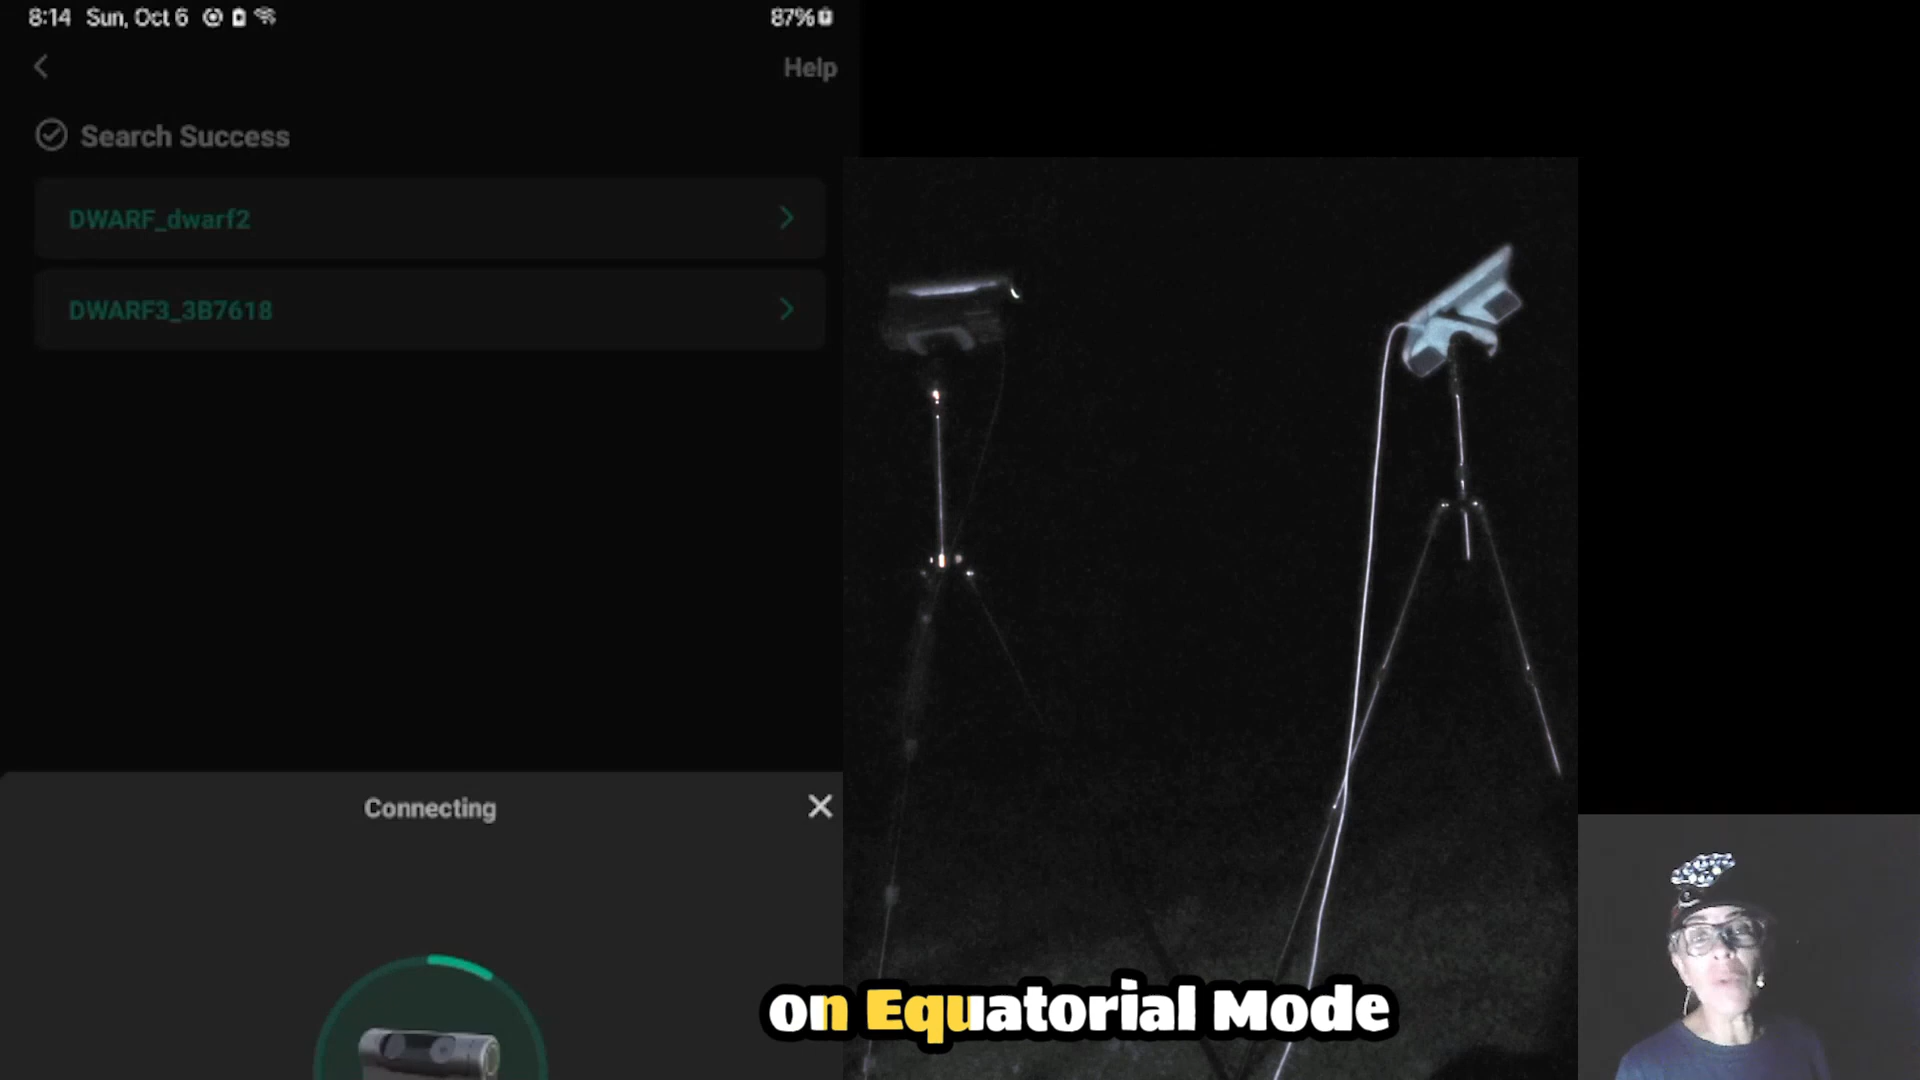 8:14 Sun, Oct 6
87%
Help
Search Success
DWARF_dwarf2
DWARF3_3B7618
Connecting
on Equatorial Mode